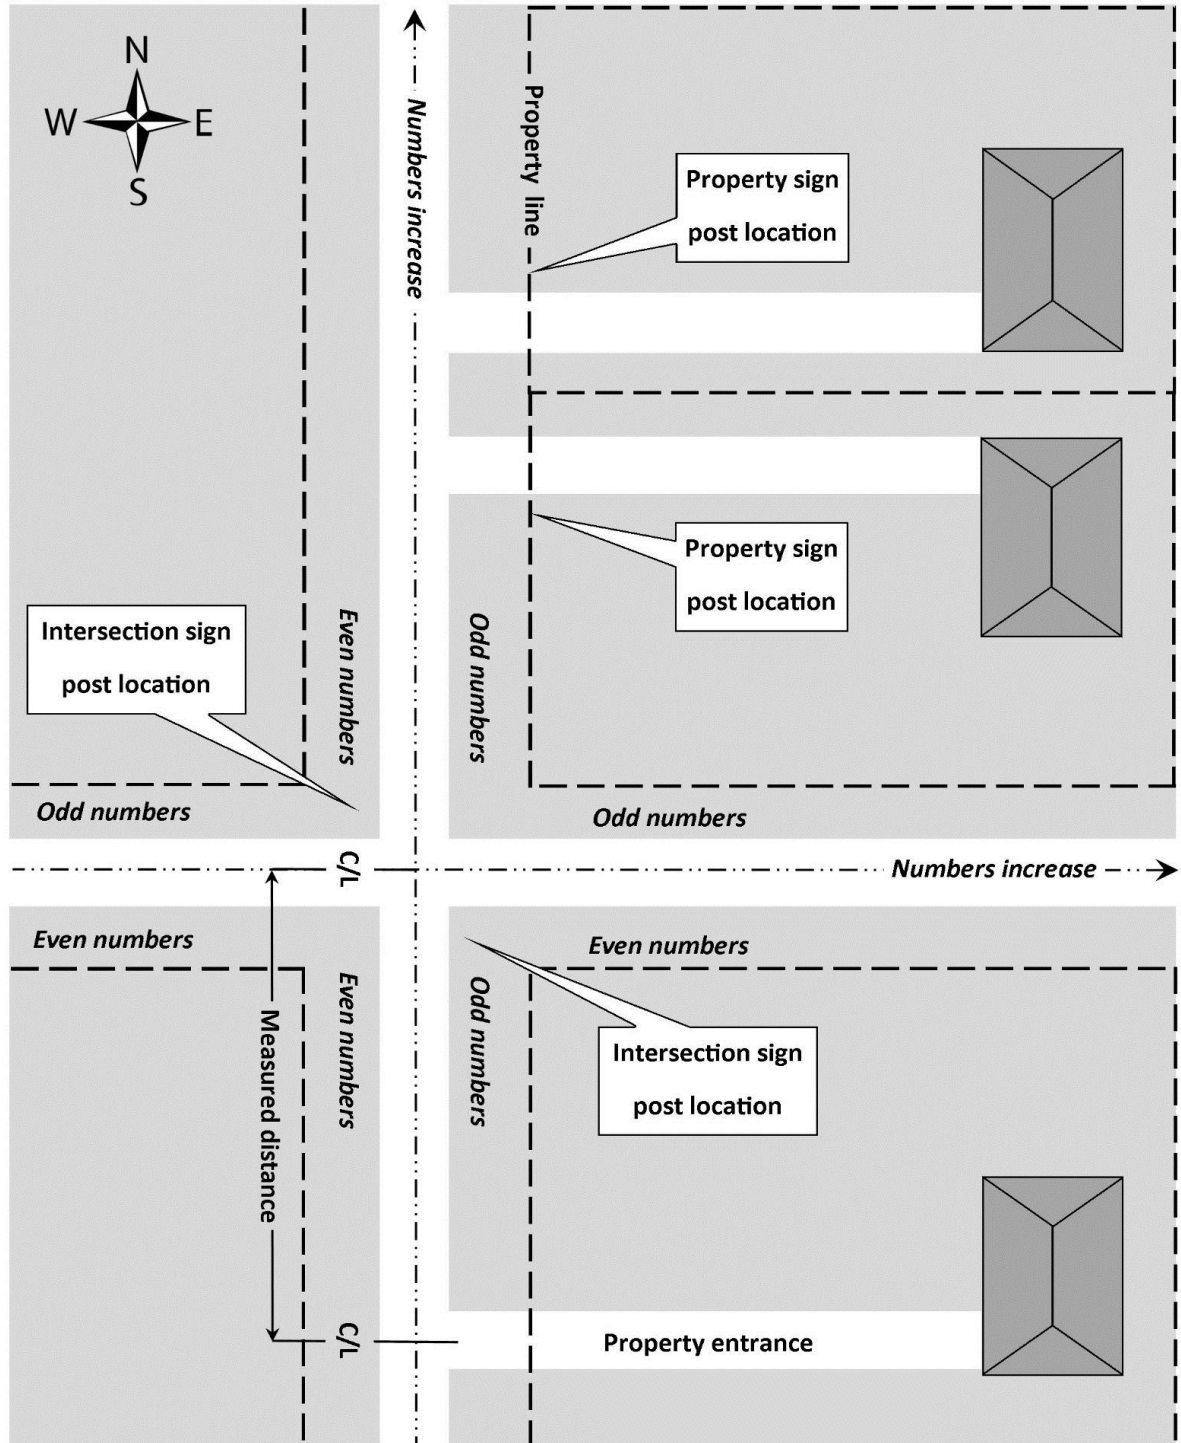 N
W E
S
Numbers increase
Property line
Property sign
post location
Property sign
post location
Intersection sign
post location
Even numbers
Odd numbers
Odd numbers
Odd numbers
C/L
Numbers increase
Even numbers
Even numbers
Even numbers
Odd numbers
Measured distance
Intersection sign
post location
C/L
Property entrance